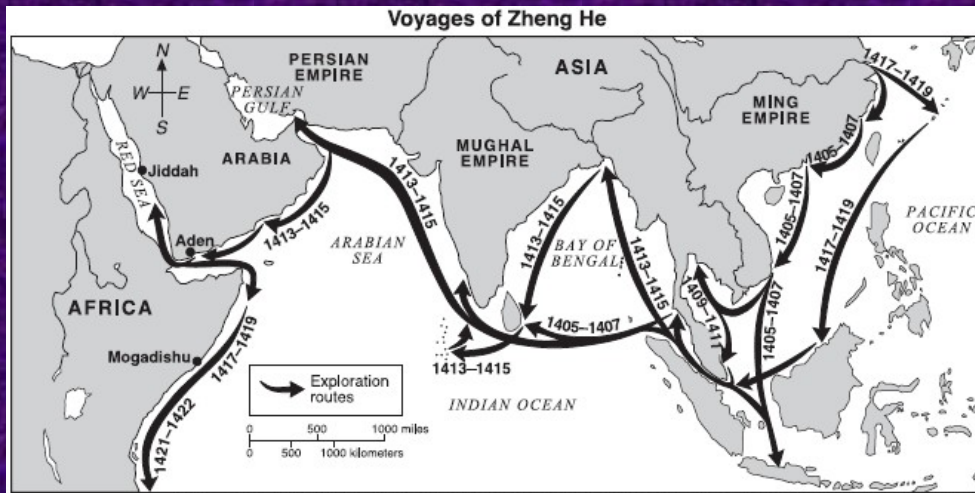 Voyages of Zheng He
N
W E
S
PERSIAN
EMPIRE
PERSIAN
GULF
ASIA
1417–1419
MING
EMPIRE
1405–1407
RED SEA
Jiddah
ARABIA
MUGHAL
EMPIRE
1413–1415
1413–1415
1413–1415
1405–1407
1417–1419
PACIFIC
OCEAN
Aden
ARABIAN
SEA
BAY OF
BENGAL
1413–1415
1409–1411
1405–1407
AFRICA
1405–1407
Mogadishu
1417–1419
1413–1415
Exploration
routes
INDIAN OCEAN
1421–1422
0 500 1000 miles
0 500 1000 kilometers